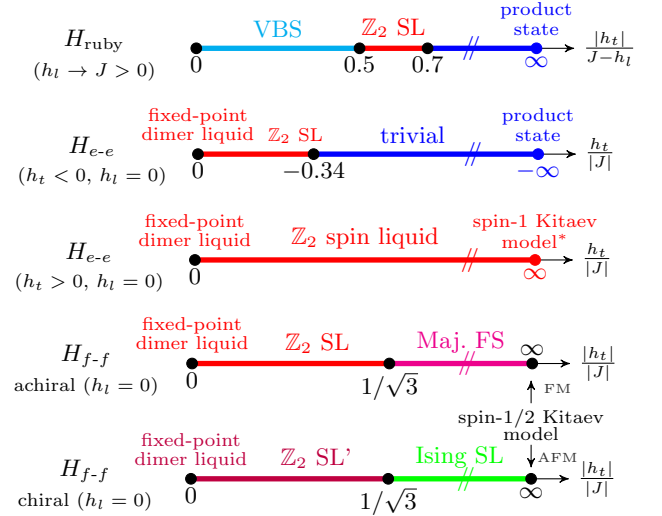 product
VBS ℤ₂ SL state
H_ruby |h_t|/(J−h_l)
(h_l → J > 0) 0 0.5 0.7 ∞
fixed-point product
dimer liquid ℤ₂ SL trivial state
H_e-e h_t/|J|
(h_t < 0, h_l = 0) 0 −0.34 −∞
fixed-point ℤ₂ spin liquid spin-1 Kitaev
dimer liquid model*
H_e-e h_t/|J|
(h_t > 0, h_l = 0) 0 ∞
fixed-point
dimer liquid ℤ₂ SL Maj. FS ∞
H_f-f |h_t|/|J|
achiral (h_l = 0) 0 1/√3 FM
spin-1/2 Kitaev
model
fixed-point
dimer liquid ℤ₂ SL' Ising SL AFM
H_f-f |h_t|/|J|
chiral (h_l = 0) 0 1/√3 ∞